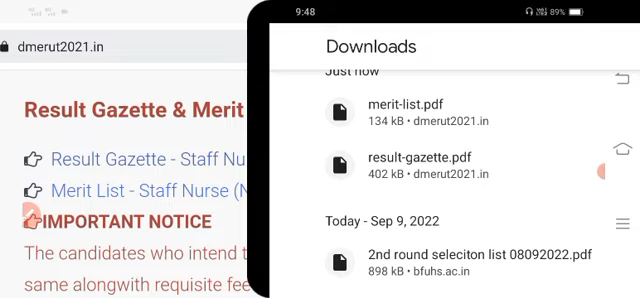 dmerut2021.in
Result Gazette & Merit
Result Gazette - Staff Nu
Merit List - Staff Nurse (N
IMPORTANT NOTICE
The candidates who intend t
same alongwith requisite fee
9:48
89%
Downloads
Just now
merit-list.pdf
134 kB • dmerut2021.in
result-gazette.pdf
402 kB • dmerut2021.in
Today - Sep 9, 2022
2nd round seleciton list 08092022.pdf
898 kB • bfuhs.ac.in